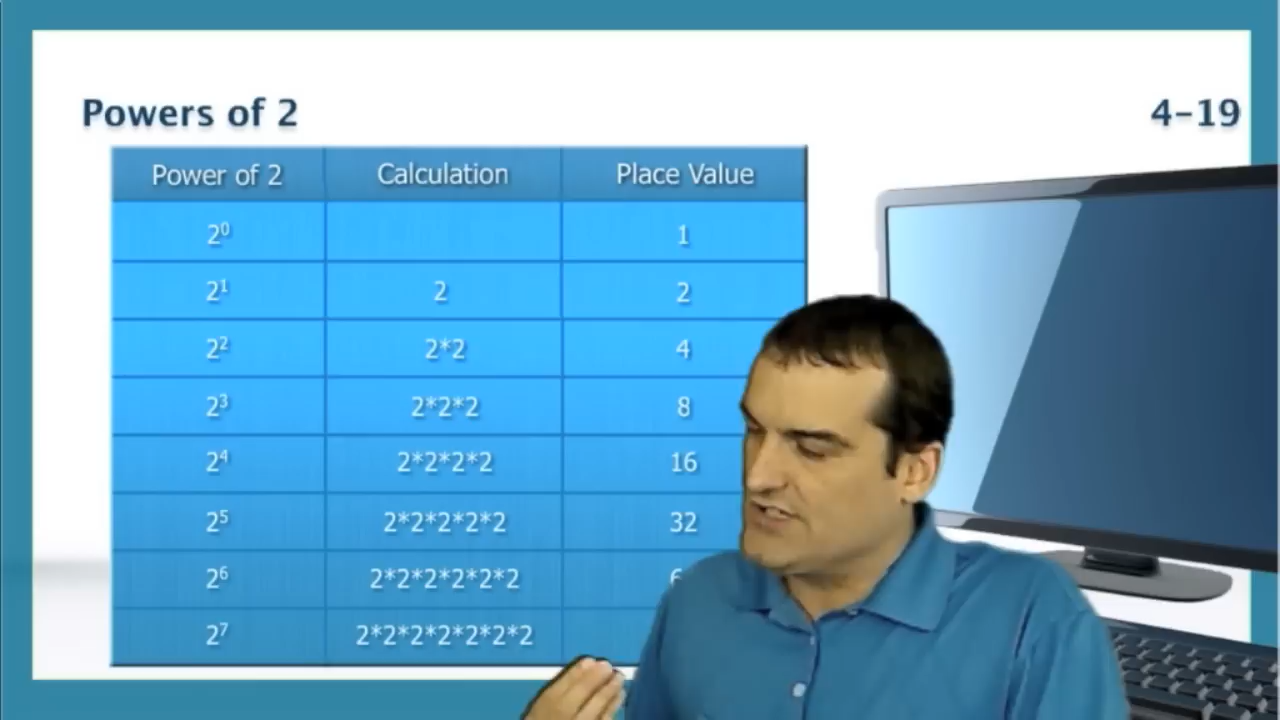 Powers of 2 4-19
Power of 2 Calculation Place Value
2⁰ 1
2¹ 2 2
2² 2*2 4
2³ 2*2*2 8
2⁴ 2*2*2*2 16
2⁵ 2*2*2*2*2 32
2⁶ 2*2*2*2*2*2
2⁷ 2*2*2*2*2*2*2